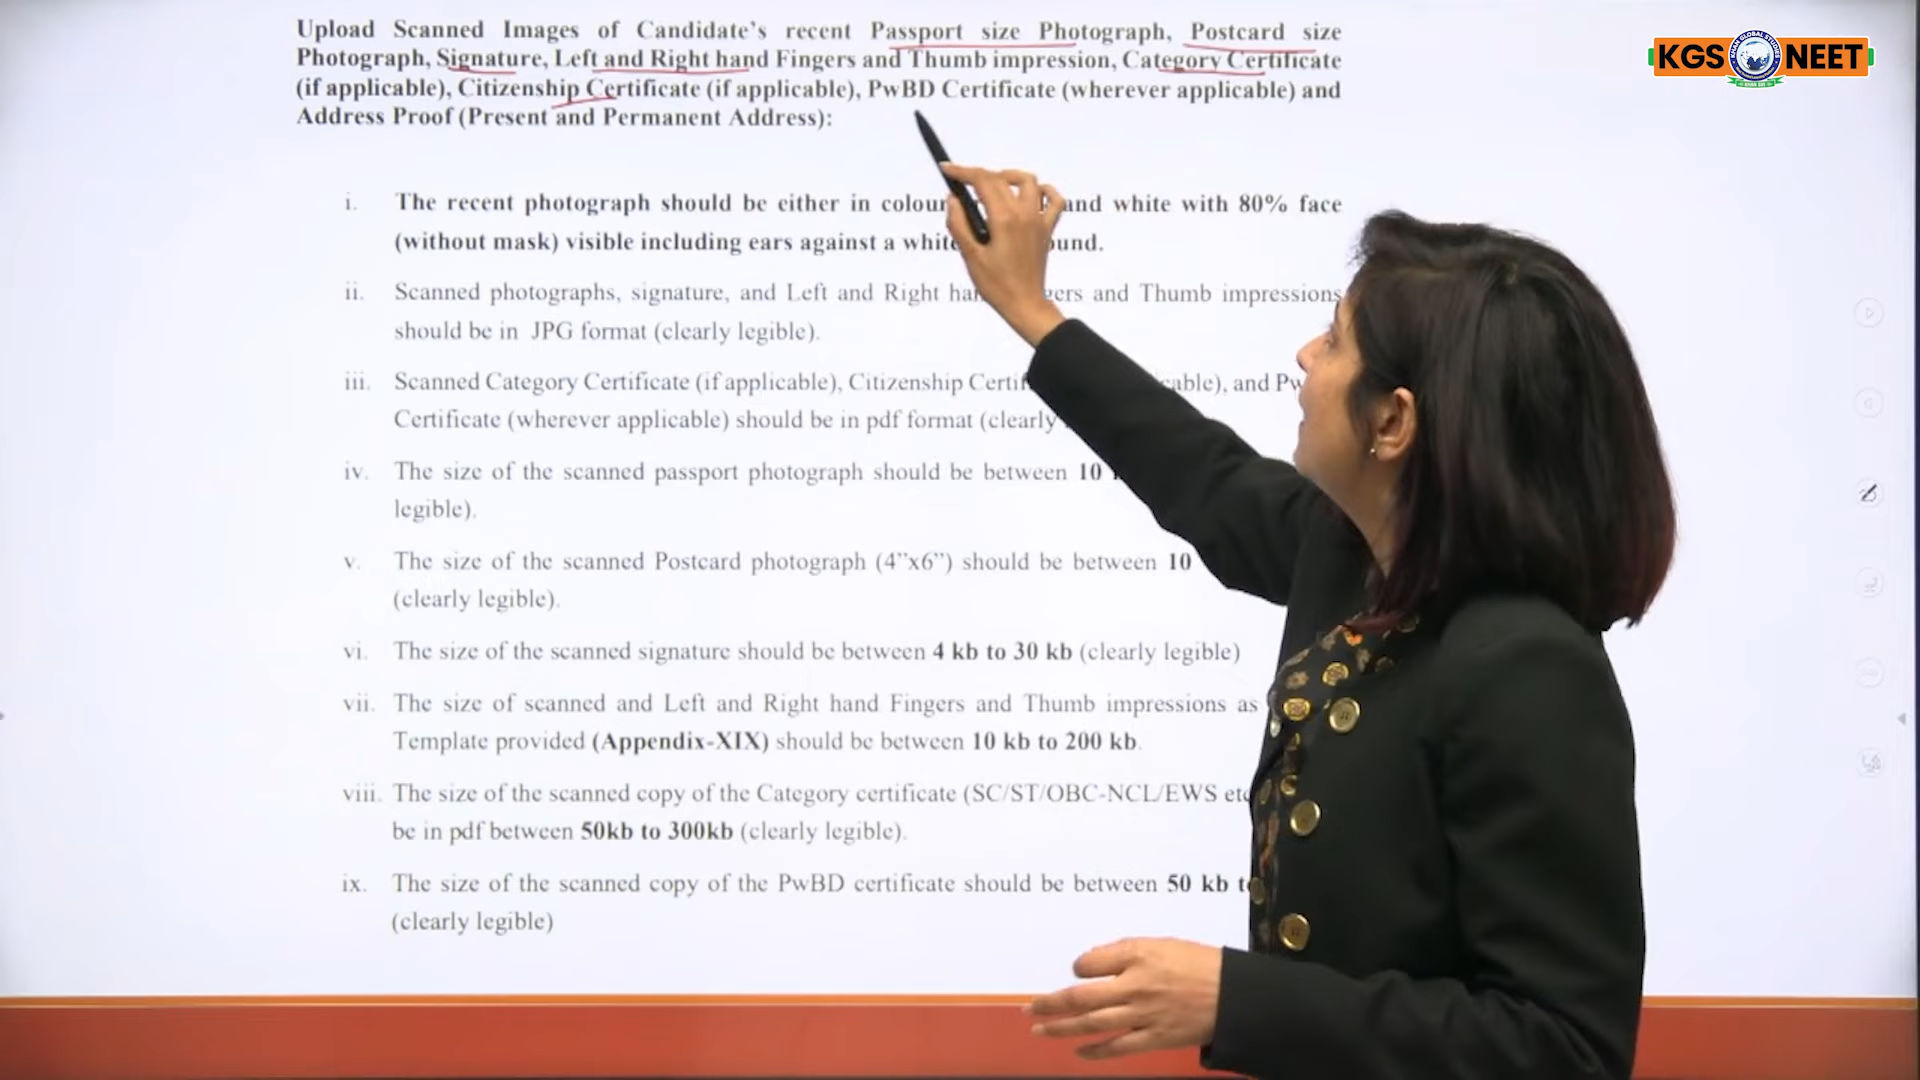 Upload Scanned Images of Candidate's recent Passport size Photograph, Postcard size
Photograph, Signature, Left and Right hand Fingers and Thumb impression, Category Certificate
(if applicable), Citizenship Certificate (if applicable), PwBD Certificate (wherever applicable) and
Address Proof (Present and Permanent Address):
KGS NEET
i. The recent photograph should be either in colour and white with 80% face
(without mask) visible including ears against a white
ii. Scanned photographs, signature, and Left and Right and Thumb impressions
should be in JPG format (clearly legible).
iii. Scanned Category Certificate (if applicable), Citizenship and
Certificate (wherever applicable) should be in pdf format (clearly
iv. The size of the scanned passport photograph should be between 10
legible).
v. The size of the scanned Postcard photograph (4”x6”) should be between 10
(clearly legible).
vi. The size of the scanned signature should be between 4 kb to 30 kb (clearly legible)
vii. The size of scanned and Left and Right hand Fingers and Thumb impressions as
Template provided (Appendix-XIX) should be between 10 kb to 200 kb.
viii. The size of the scanned copy of the Category certificate (SC/ST/OBC-NCL/EWS etc
be in pdf between 50kb to 300kb (clearly legible).
ix. The size of the scanned copy of the PwBD certificate should be between 50 kb
(clearly legible)